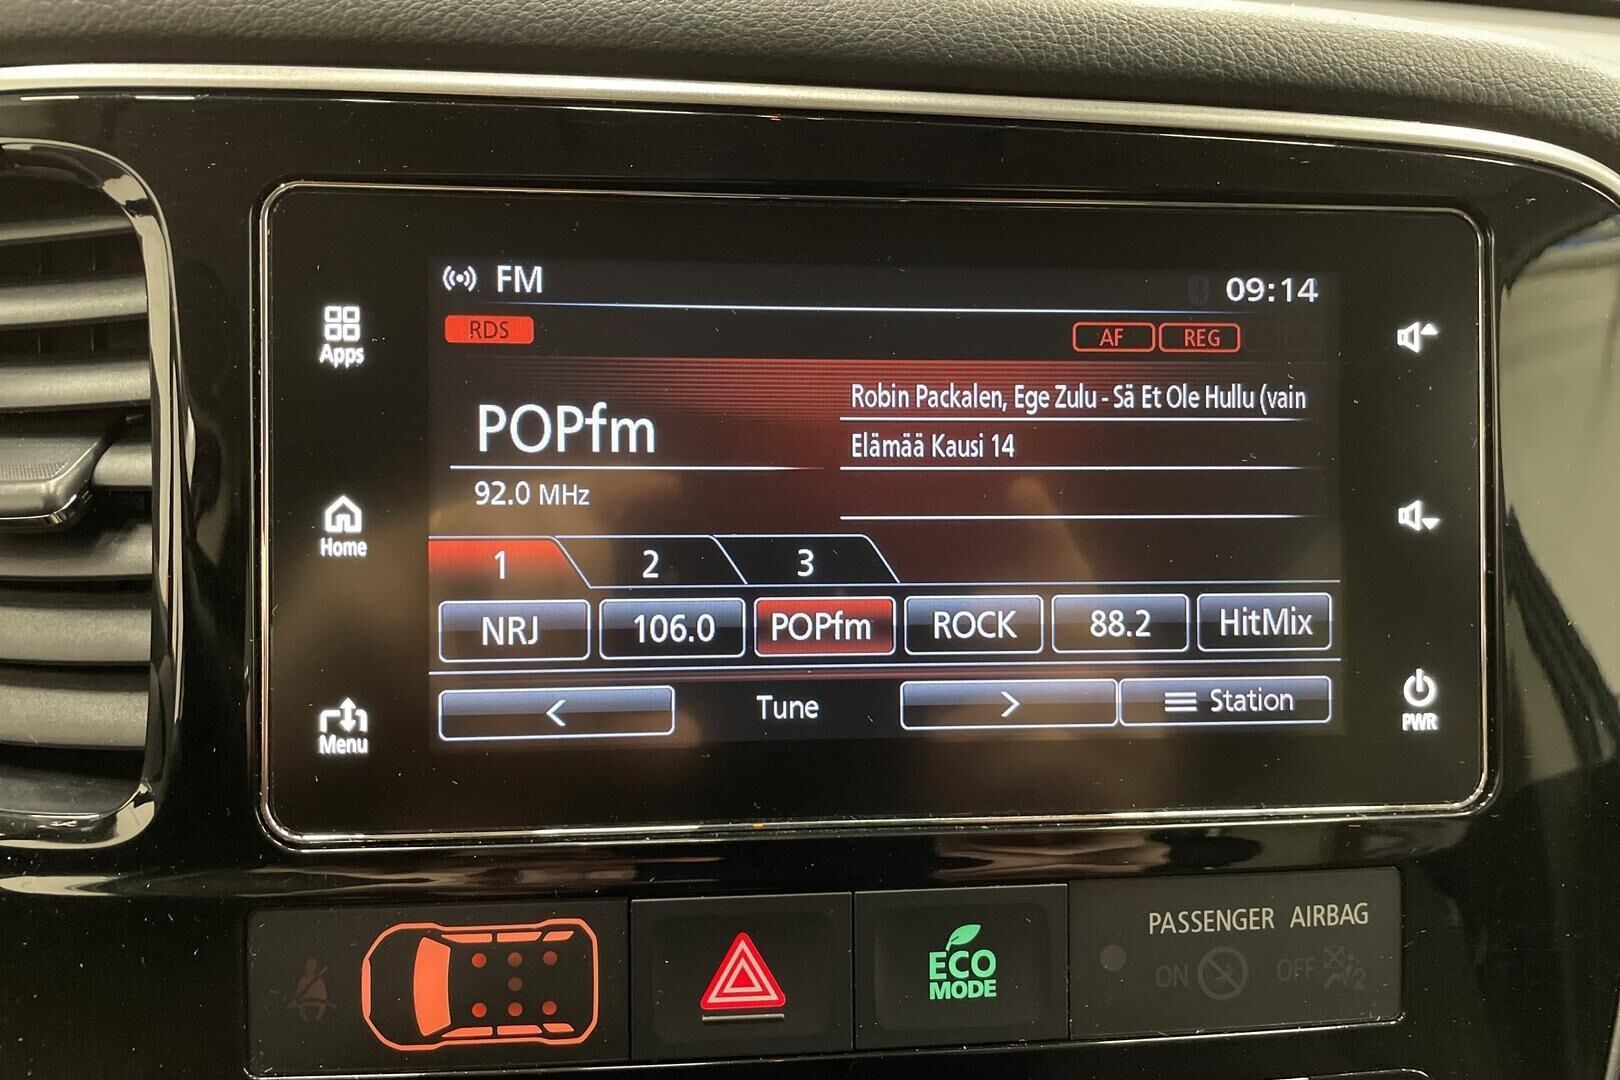 FM
09:14
RDS
AF
REG
Apps
POPfm
Robin Packalen, Ege Zulu - Sä Et Ole Hullu (vain
Elämää Kausi 14
92.0 MHz
Home
1
2
3
NRJ
106.0
POPfm
ROCK
88.2
HitMix
Tune
Station
Menu
PWR
PASSENGER AIRBAG
ON
OFF
2
ECO
MODE